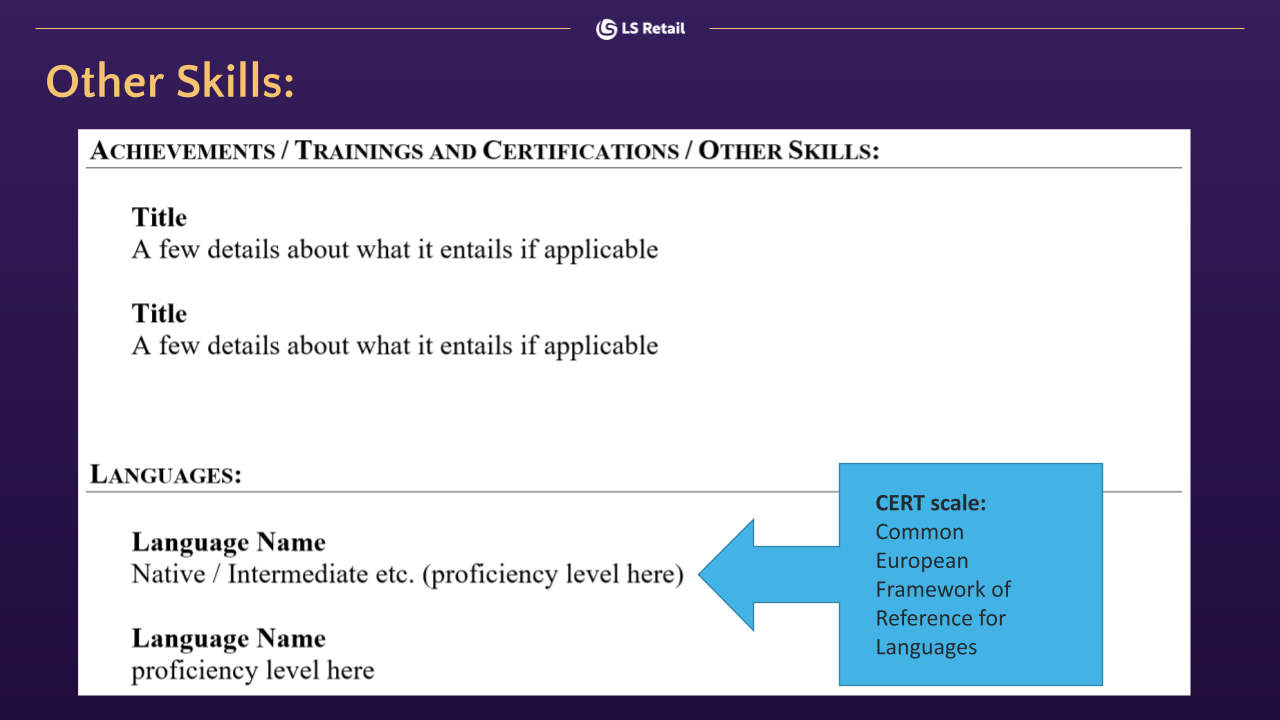 LS Retail
Other Skills:
ACHIEVEMENTS / TRAININGS AND CERTIFICATIONS / OTHER SKILLS:
Title
A few details about what it entails if applicable
Title
A few details about what it entails if applicable
LANGUAGES:
Language Name
Native / Intermediate etc. (proficiency level here)
Language Name
proficiency level here
CERT scale:
Common
European
Framework of
Reference for
Languages